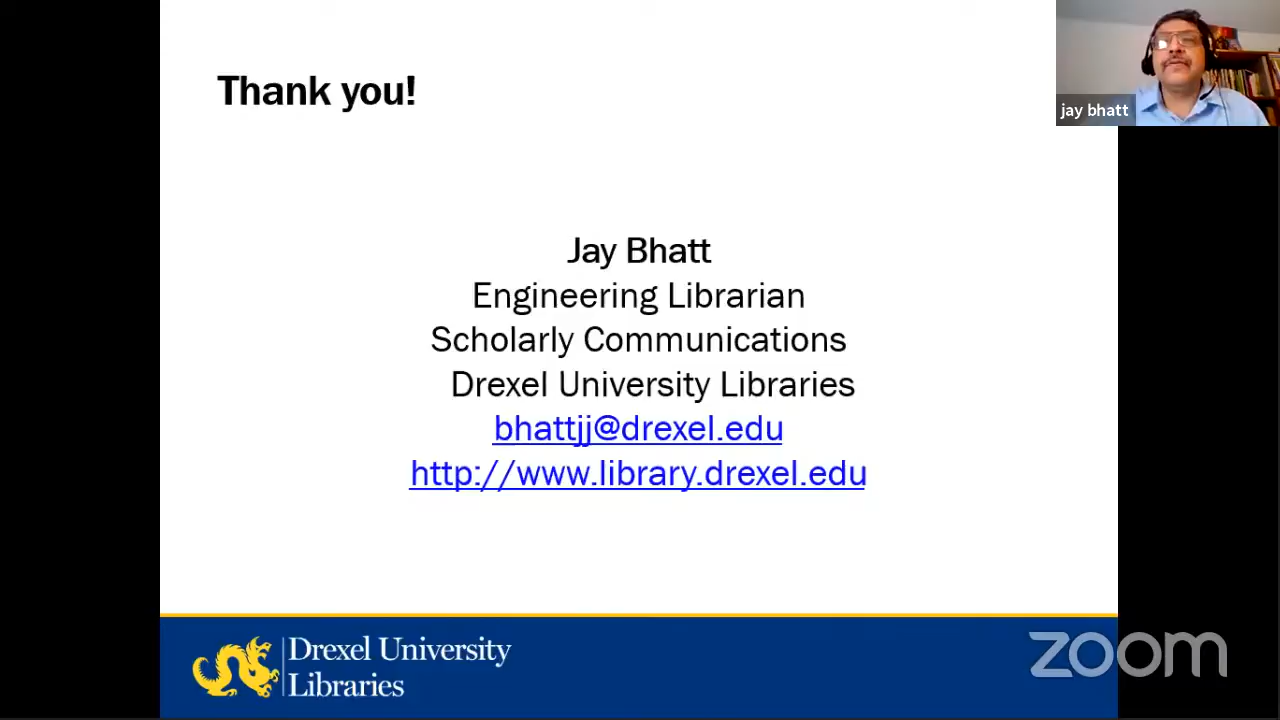 Thank you!
jay bhatt
Jay Bhatt
Engineering Librarian
Scholarly Communications
Drexel University Libraries
bhattjj@drexel.edu
http://www.library.drexel.edu
Drexel University
Libraries
zoom